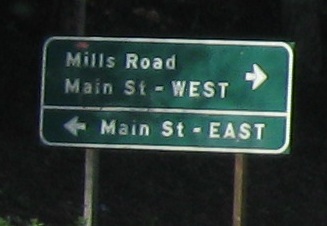 Mills Road
Main St - WEST
Main St - EAST